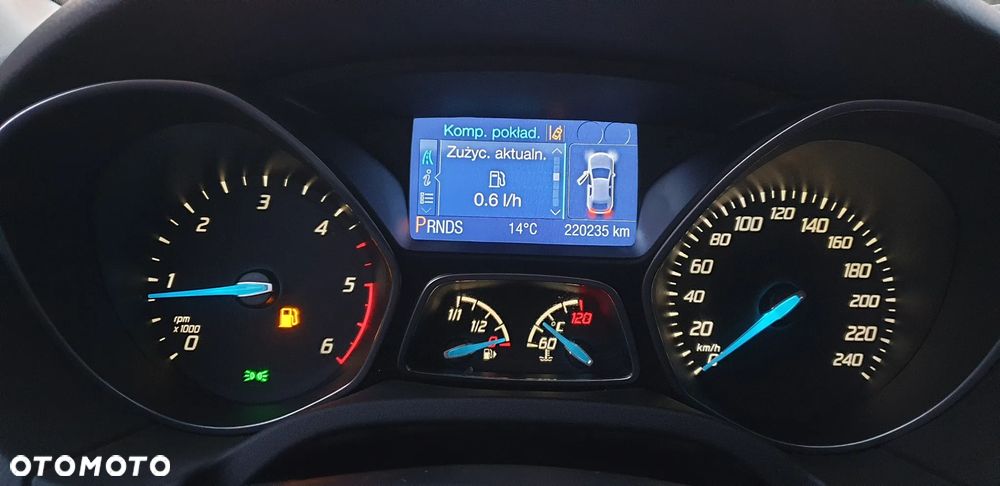 Komp. pokład.
Zużyc. aktualn.
0.6 l/h
PRNDS 14°C 220235 km
0 1 2 3 4 5 6
rpm
x 1000
1/1 1/2 0
60 °C 120
0 20 40 60 80 100 120 140 160 180 200 220 240
km/h
OTOMOTO